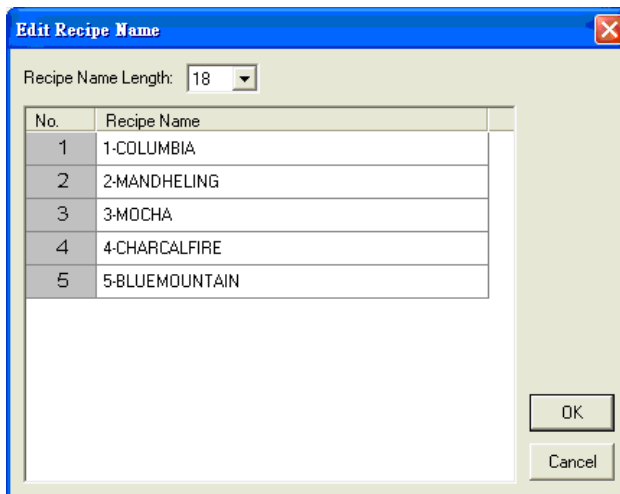 Edit Recipe Name
Recipe Name Length: 18
No. Recipe Name
1 1-COLUMBIA
2 2-MANDHELING
3 3-MOCHA
4 4-CHARCALFIRE
5 5-BLUEMOUNTAIN
OK
Cancel